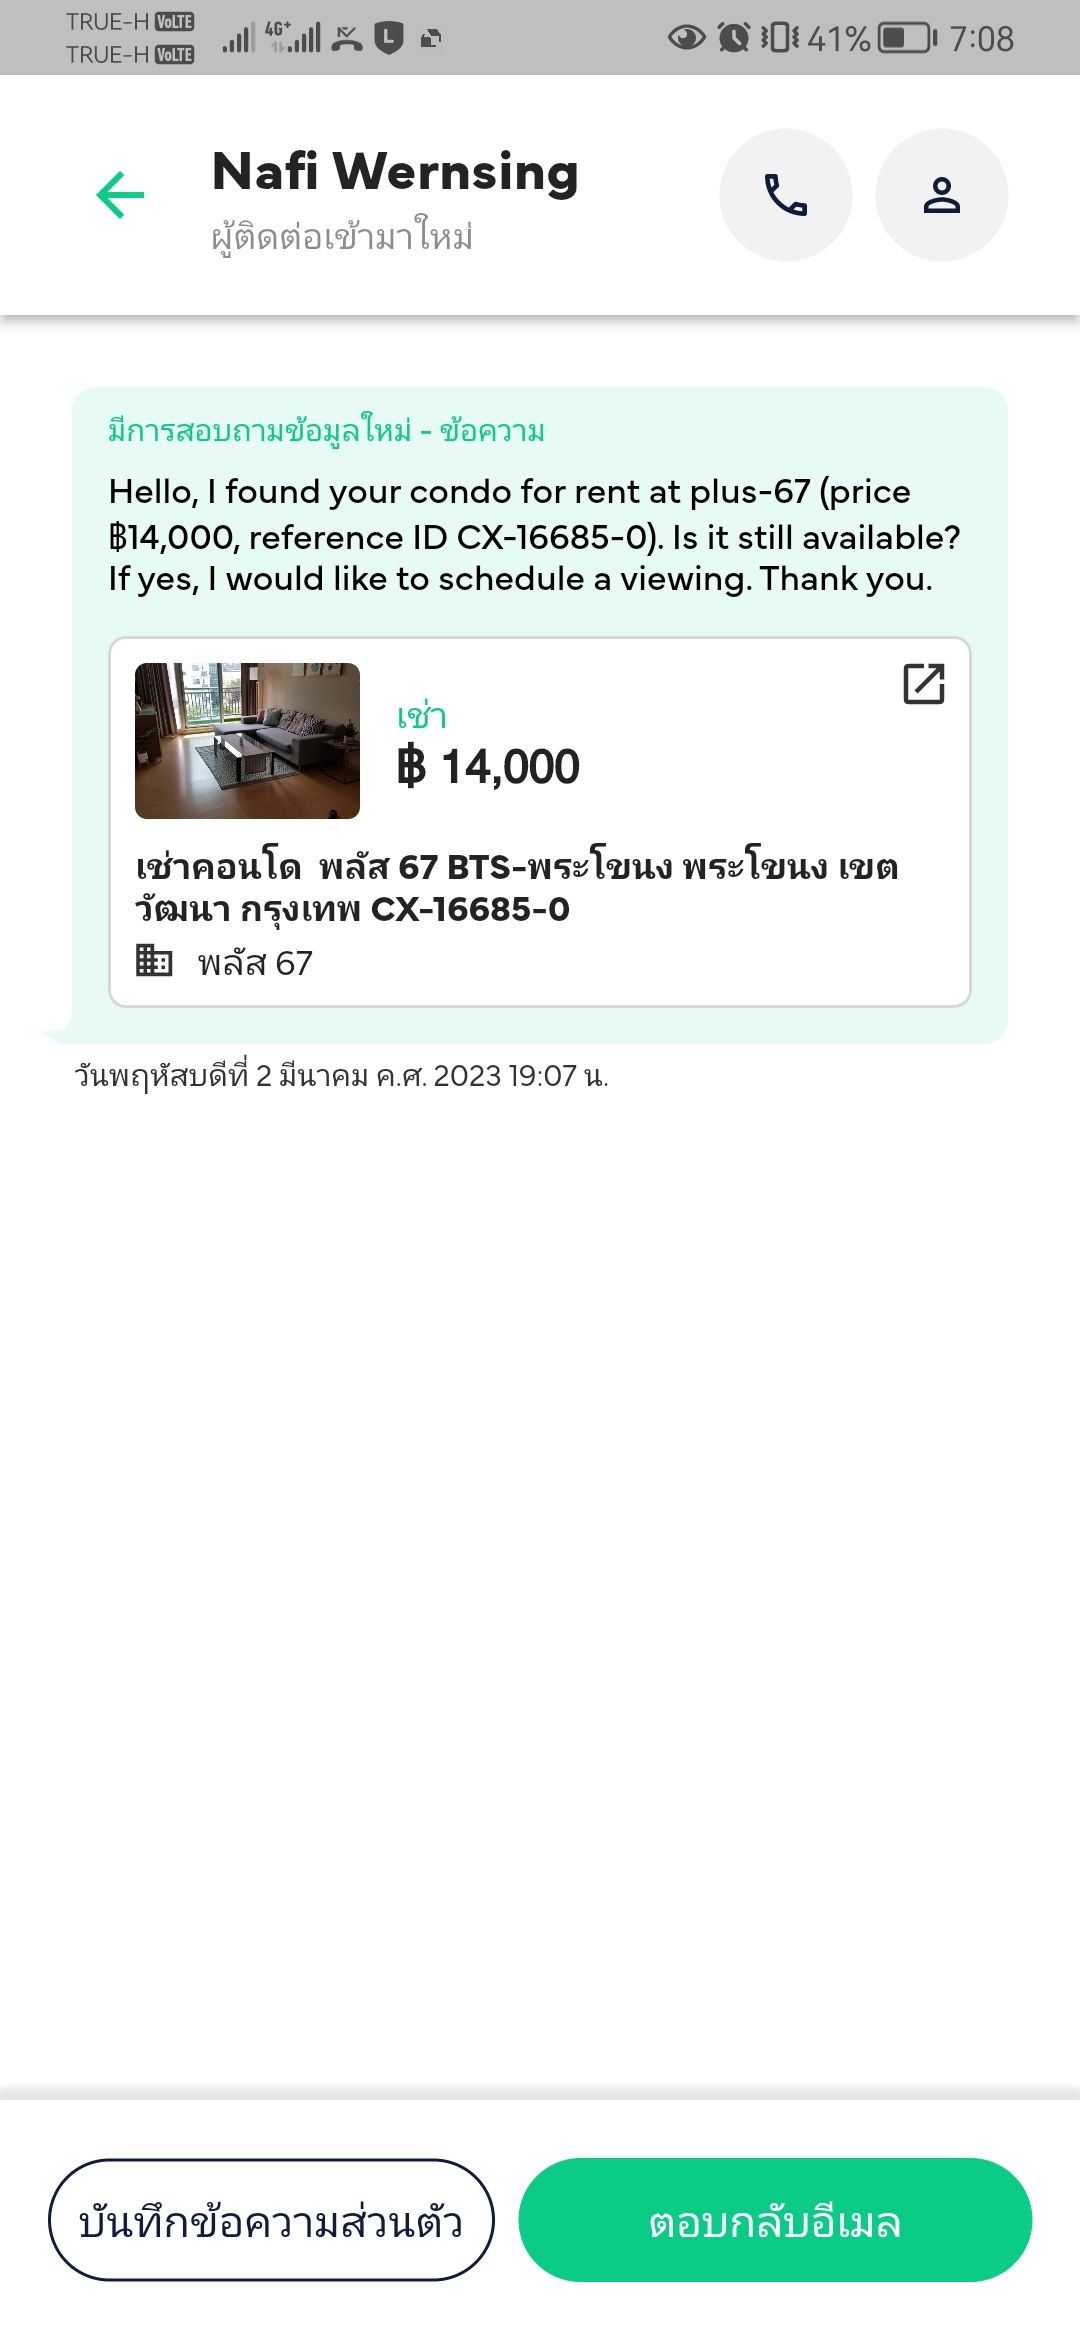 TRUE-H VoLTE
TRUE-H VoLTE
4G+
L
41%
7:08
Nafi Wernsing
ผู้ติดต่อเข้ามาใหม่
มีการสอบถามข้อมูลใหม่ - ข้อความ
Hello, I found your condo for rent at plus-67 (price
฿14,000, reference ID CX-16685-0). Is it still available?
If yes, I would like to schedule a viewing. Thank you.
เช่า
฿ 14,000
เช่าคอนโด พลัส 67 BTS-พระโขนง พระโขนง เขต
วัฒนา กรุงเทพ CX-16685-0
พลัส 67
วันพฤหัสบดีที่ 2 มีนาคม ค.ศ. 2023 19:07 น.
บันทึกข้อความส่วนตัว
ตอบกลับอีเมล